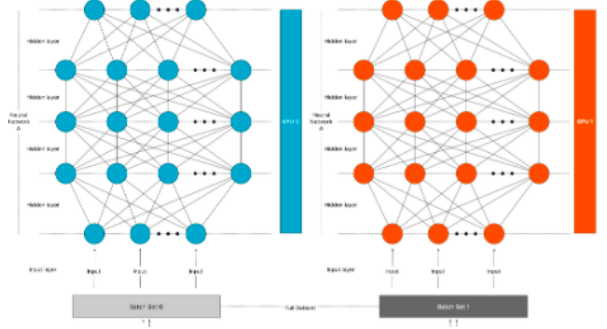 Hidden layer
Hidden layer
Hidden layer
Hidden layer
Neural
Network
A
GPU 0
Input layer
Input
Input
Input
Batch Set 0
Hidden layer
Hidden layer
Hidden layer
Hidden layer
Neural
Network
A
GPU 1
Input layer
Input
Input
Input
Batch Set 1
Full Dataset